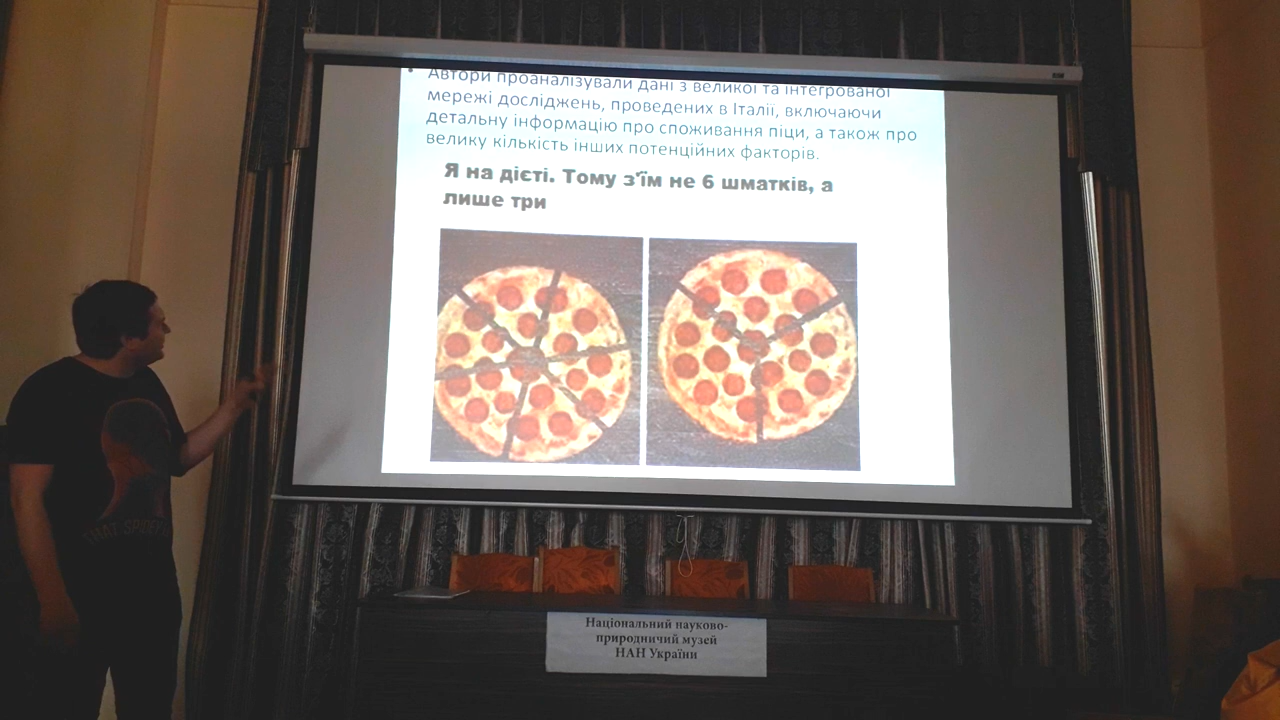 • Автори проаналізували дані з великої та інтегрованої
мережі досліджень, проведених в Італії, включаючи
детальну інформацію про споживання піци, а також про
велику кількість інших потенційних факторів.
Я на дієті. Тому з'їм не 6 шматків, а
лише три
Національний науково-
природничий музей
НАН України